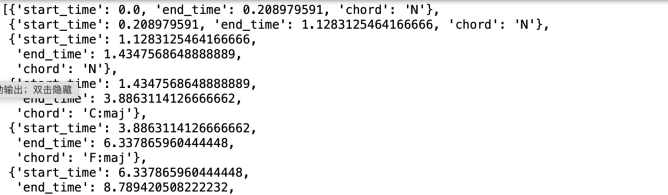 [{'start_time': 0.0, 'end_time': 0.208979591, 'chord': 'N'},
{'start_time': 0.208979591, 'end_time': 1.1283125464166666, 'chord': 'N'},
{'start_time': 1.1283125464166666,
'end_time': 1.4347568648888889,
'chord': 'N'},
{'start_time': 1.4347568648888889,
动输出；双击隐藏
'end_time': 3.8863114126666662,
'chord': 'C:maj'},
{'start_time': 3.8863114126666662,
'end_time': 6.337865960444448,
'chord': 'F:maj'},
{'start_time': 6.337865960444448,
'end_time': 8.789420508222232,